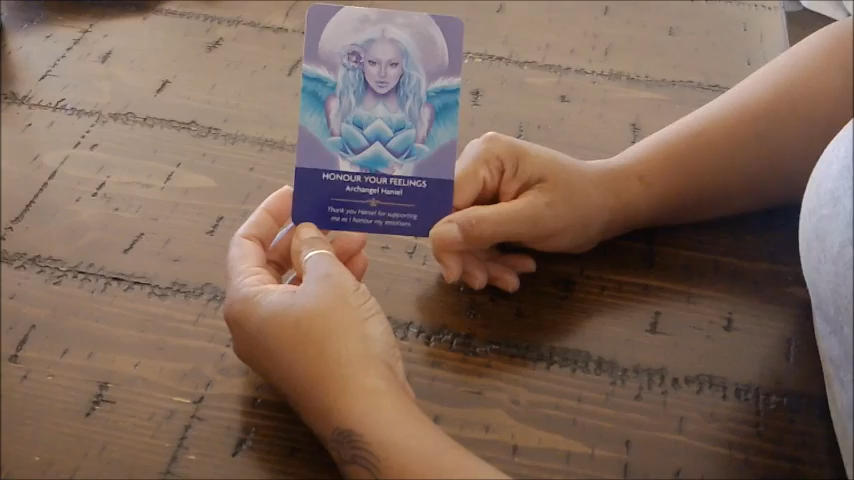 HONOUR YOUR FEELINGS
Archangel Haniel
Thank you Haniel for supporting
me as I honour my emotions